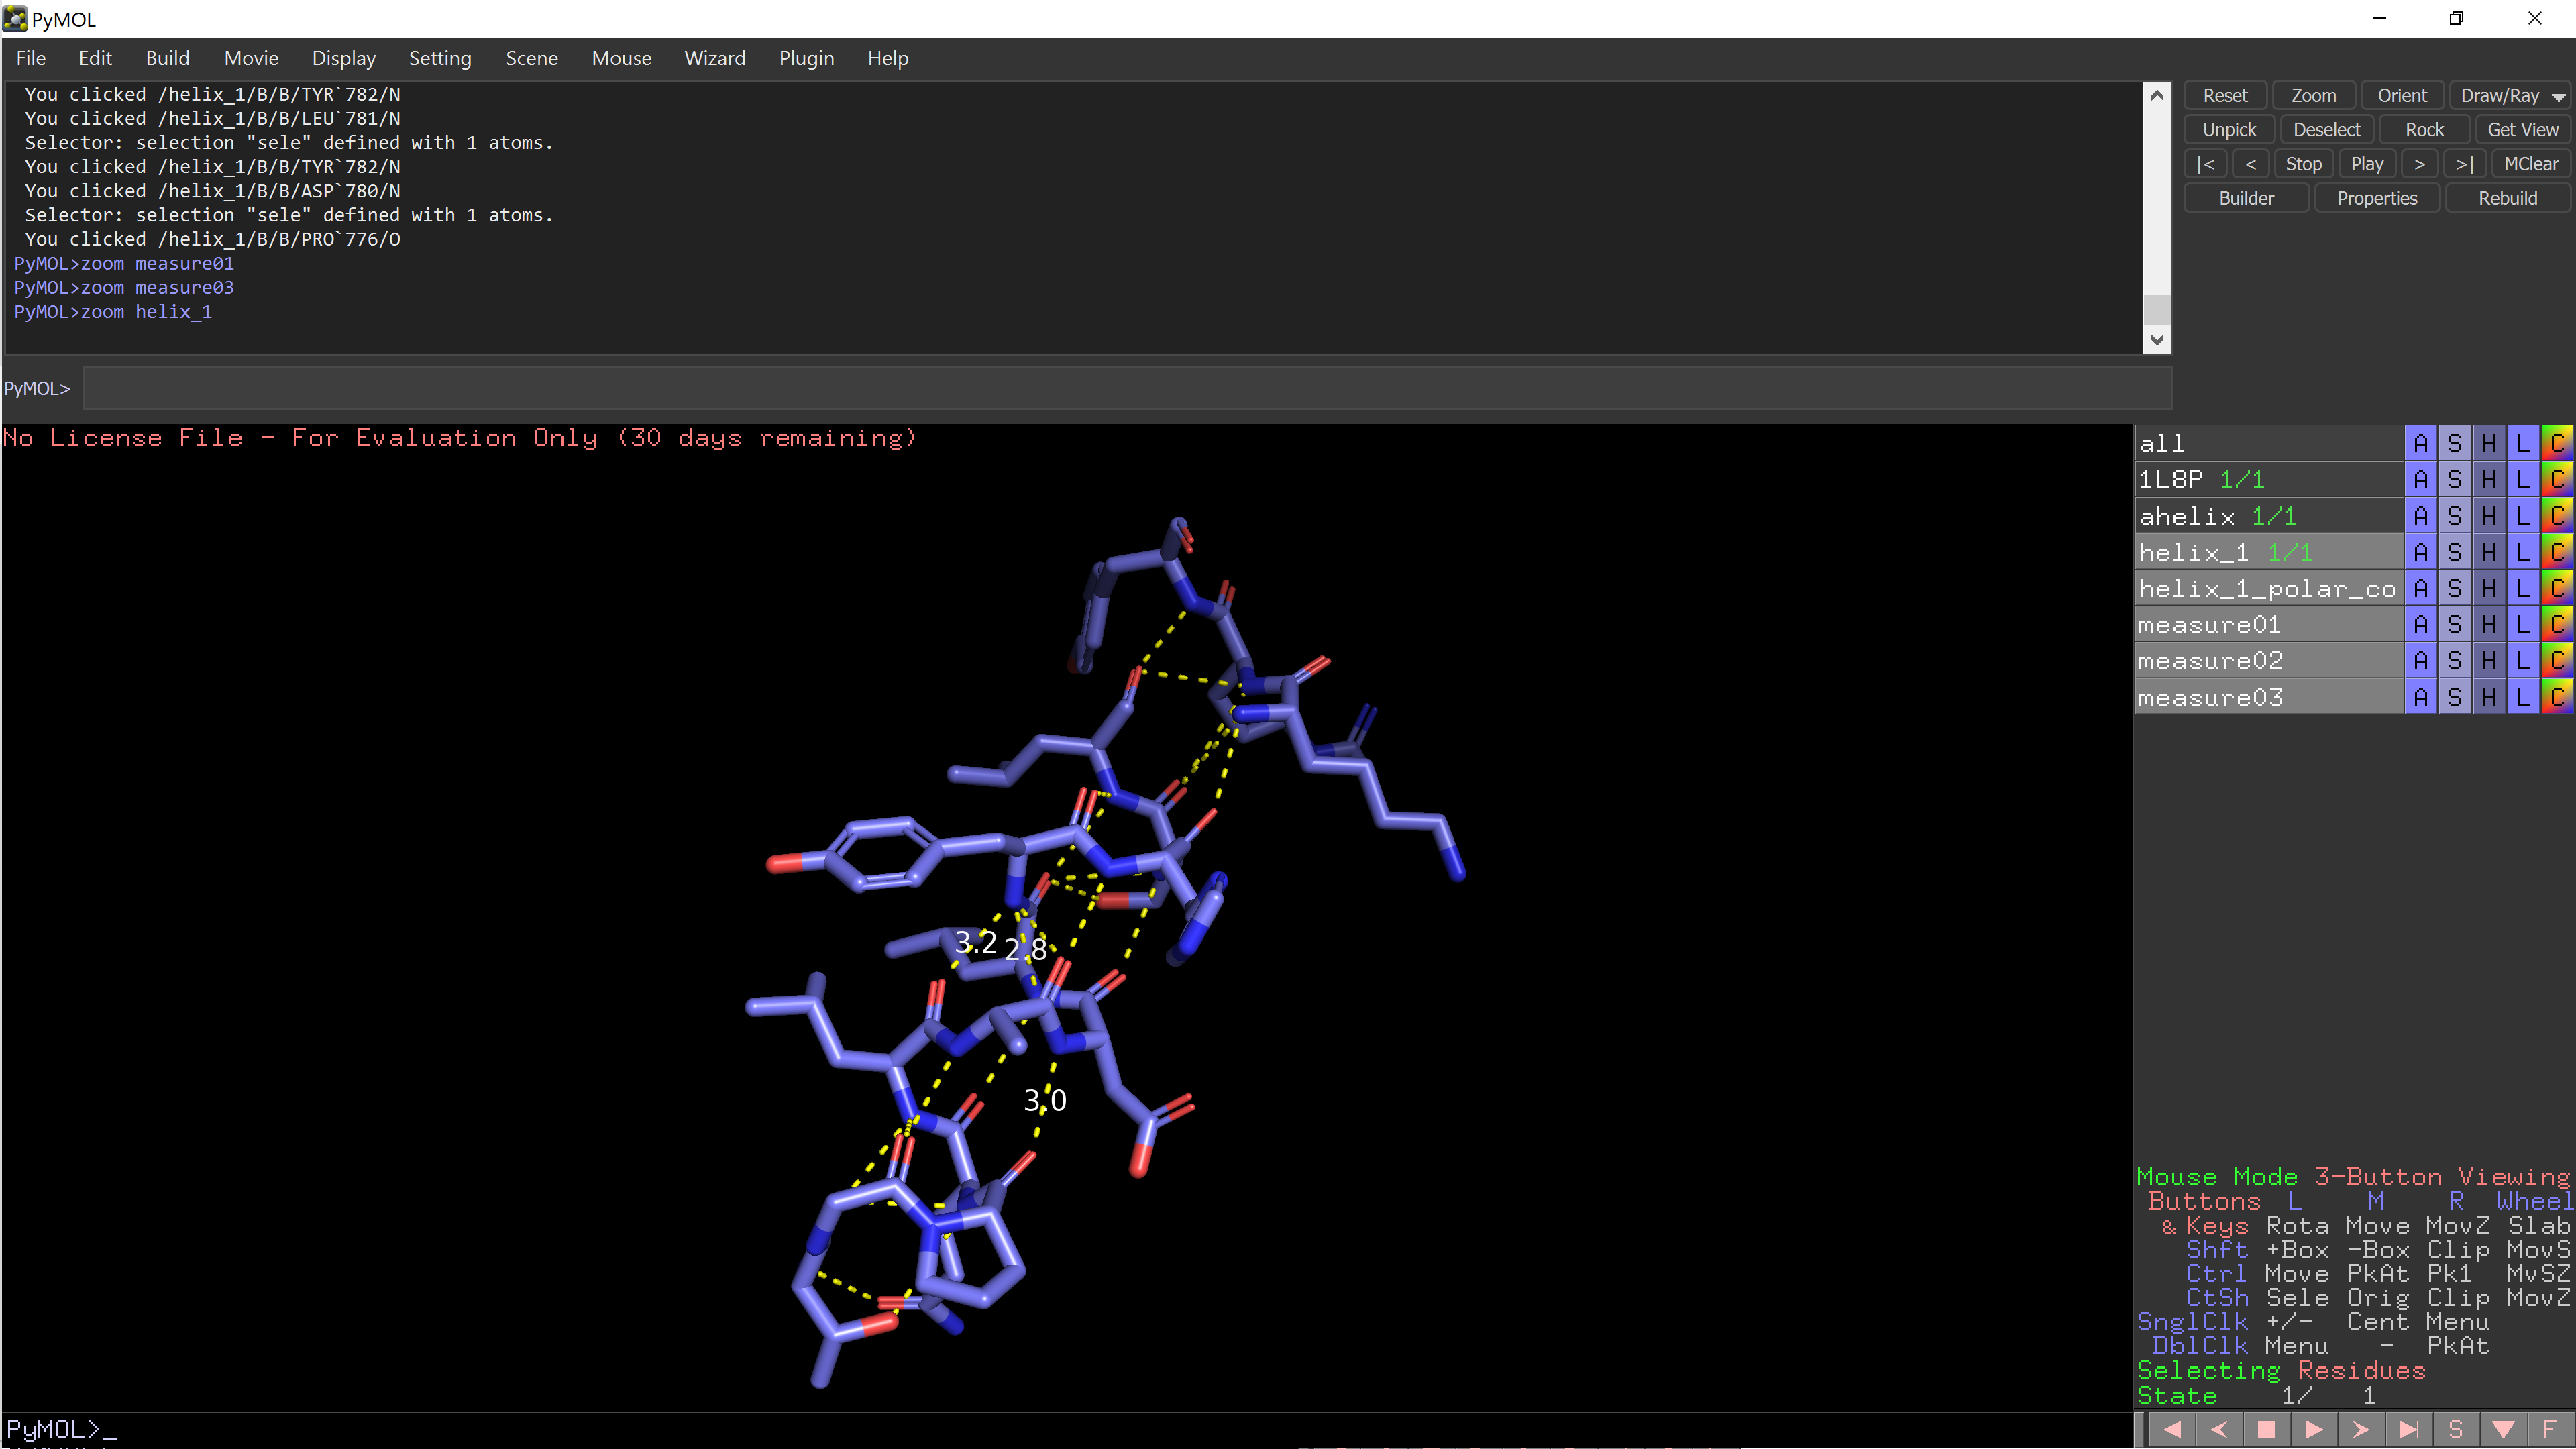 PyMOL
File Edit Build Movie Display Setting Scene Mouse Wizard Plugin Help
You clicked /helix_1/B/B/TYR`782/N
You clicked /helix_1/B/B/LEU`781/N
Selector: selection "sele" defined with 1 atoms.
You clicked /helix_1/B/B/TYR`782/N
You clicked /helix_1/B/B/ASP`780/N
Selector: selection "sele" defined with 1 atoms.
You clicked /helix_1/B/B/PRO`776/O
PyMOL>zoom measure01
PyMOL>zoom measure03
PyMOL>zoom helix_1
PyMOL>
Reset Zoom Orient Draw/Ray
Unpick Deselect Rock Get View
|< < Stop Play > >| MClear
Builder Properties Rebuild
No License File - For Evaluation Only (30 days remaining)
3.2 2.8
3.0
all A S H L C
1L8P 1/1 A S H L C
ahelix 1/1 A S H L C
helix_1 1/1 A S H L C
helix_1_polar_co A S H L C
measure01 A S H L C
measure02 A S H L C
measure03 A S H L C
Mouse Mode 3-Button Viewing
Buttons L M R Wheel
& Keys Rota Move MovZ Slab
Shft +Box -Box Clip MovS
Ctrl Move PkAt Pk1 MvSZ
CtSh Sele Orig Clip MovZ
SnglClk +/- Cent Menu
DblClk Menu - PkAt
Selecting Residues
State 1/ 1
PyMOL>_
S F